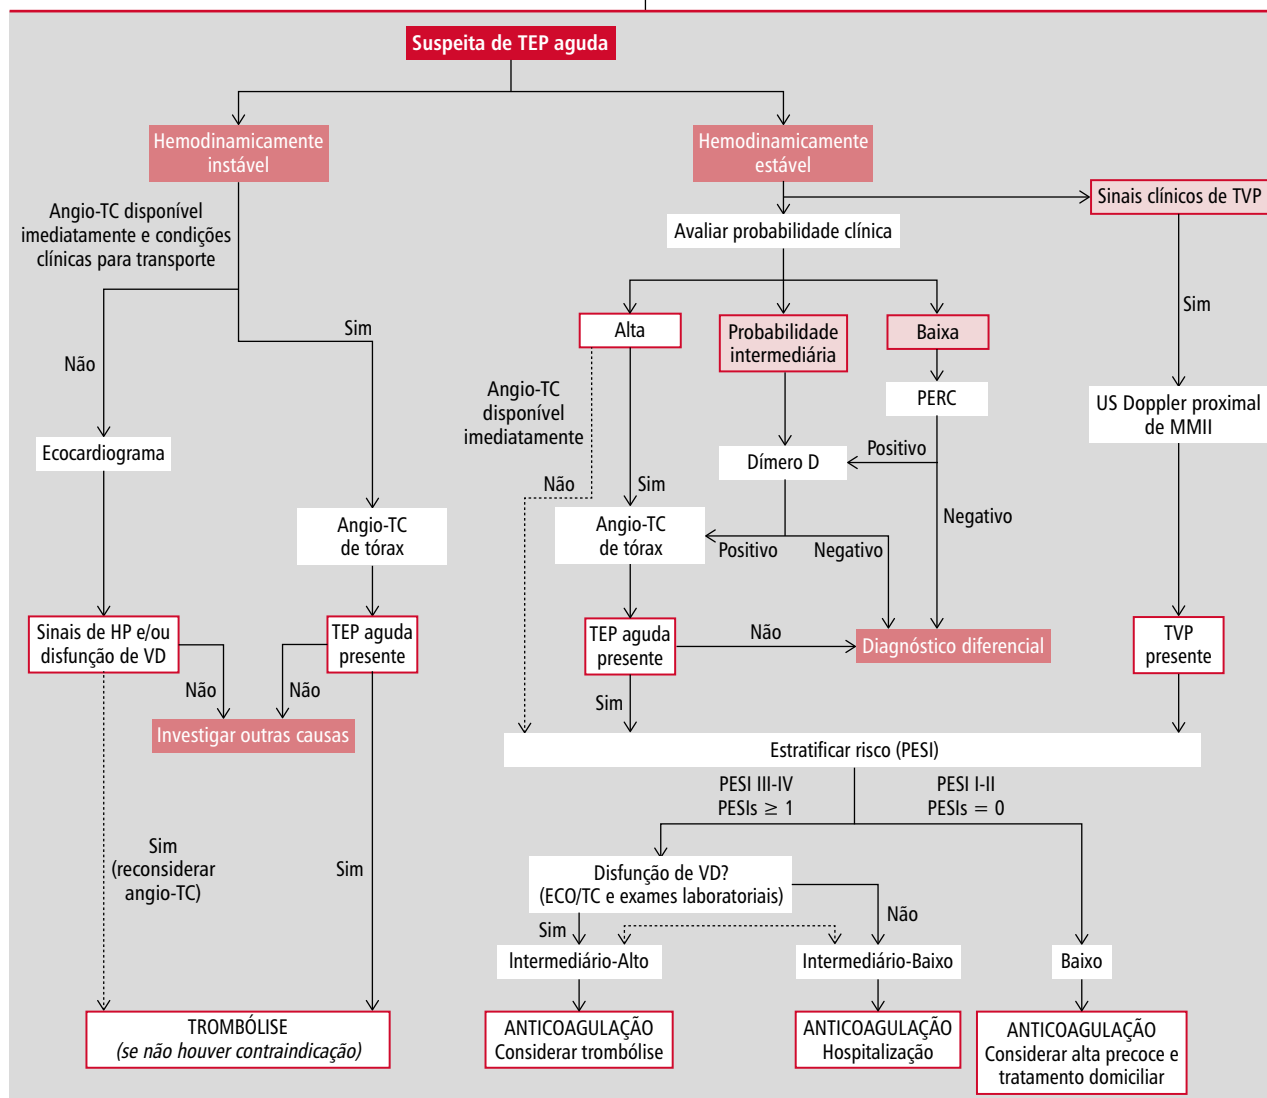 Suspeita de TEP aguda
Hemodinamicamente
instável
Hemodinamicamente
estável
Sinais clínicos de TVP
Angio-TC disponível
imediatamente e condições
clínicas para transporte
Avaliar probabilidade clínica
Não
Sim
Alta
Probabilidade
intermediária
Baixa
Sim
Angio-TC
disponível
imediatamente
PERC
US Doppler proximal
de MMII
Ecocardiograma
Dímero D
Positivo
Não
Sim
Negativo
Angio-TC
de tórax
Angio-TC
de tórax
Positivo
Negativo
Sinais de HP e/ou
disfunção de VD
TEP aguda
presente
TEP aguda
presente
Não
Diagnóstico diferencial
TVP
presente
Não
Não
Sim
Investigar outras causas
Estratificar risco (PESI)
PESI III-IV
PESIs ≥ 1
PESI I-II
PESIs = 0
Sim
(reconsiderar
angio-TC)
Sim
Disfunção de VD?
(ECO/TC e exames laboratoriais)
Sim
Não
Intermediário-Alto
Intermediário-Baixo
Baixo
TROMBÓLISE
(se não houver contraindicação)
ANTICOAGULAÇÃO
Considerar trombólise
ANTICOAGULAÇÃO
Hospitalização
ANTICOAGULAÇÃO
Considerar alta precoce e
tratamento domiciliar